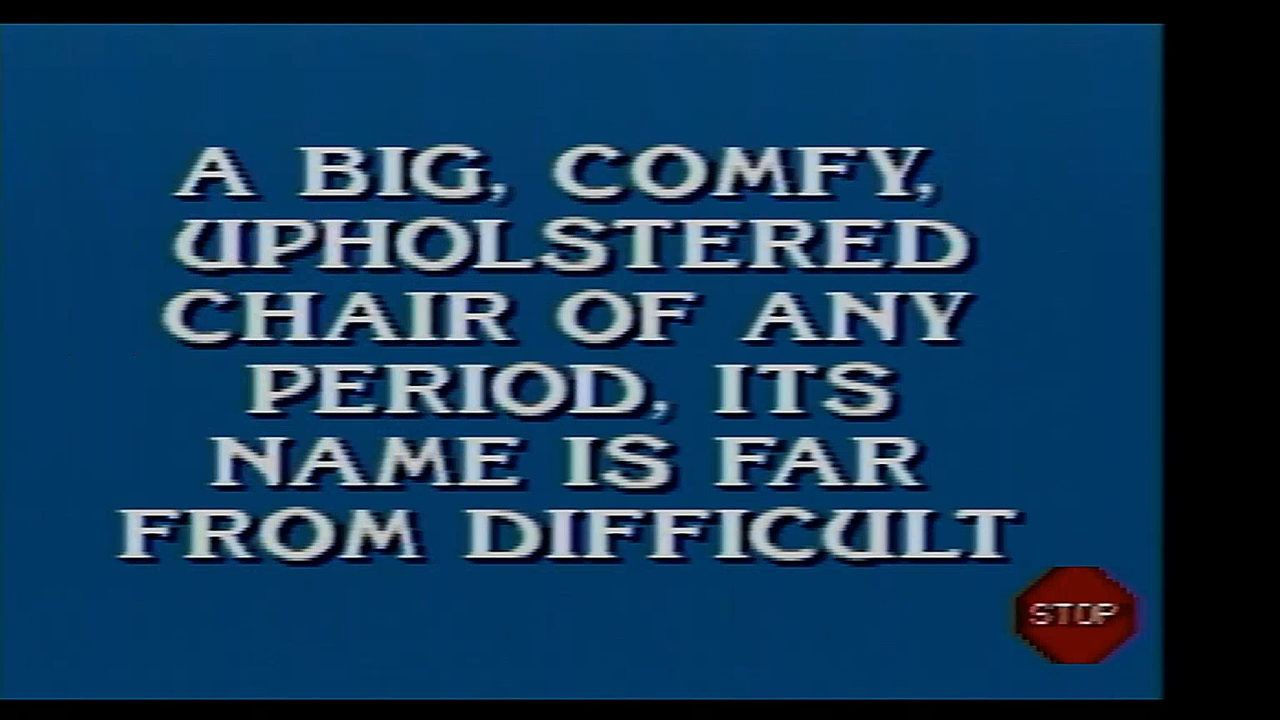 A BIG, COMFY,
UPHOLSTERED
CHAIR OF ANY
PERIOD, ITS
NAME IS FAR
FROM DIFFICULT
STOP